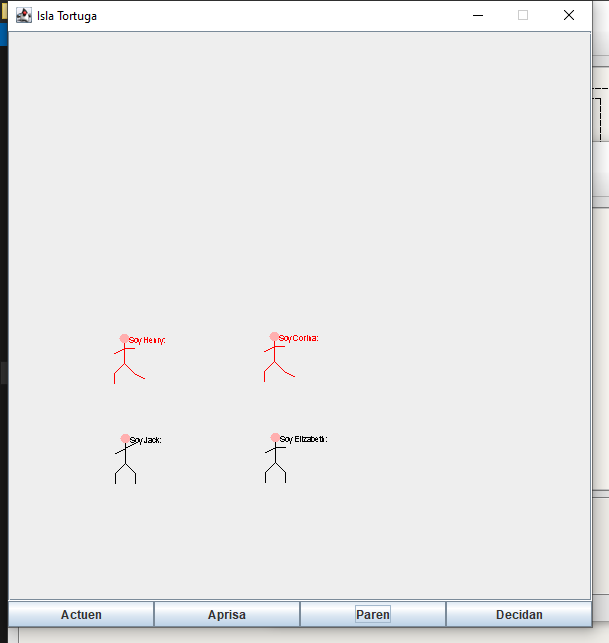 Isla Tortuga
Soy Henry:
Soy Corina:
Soy Jack:
Soy Elizabeth:
Actuen
Aprisa
Paren
Decidan